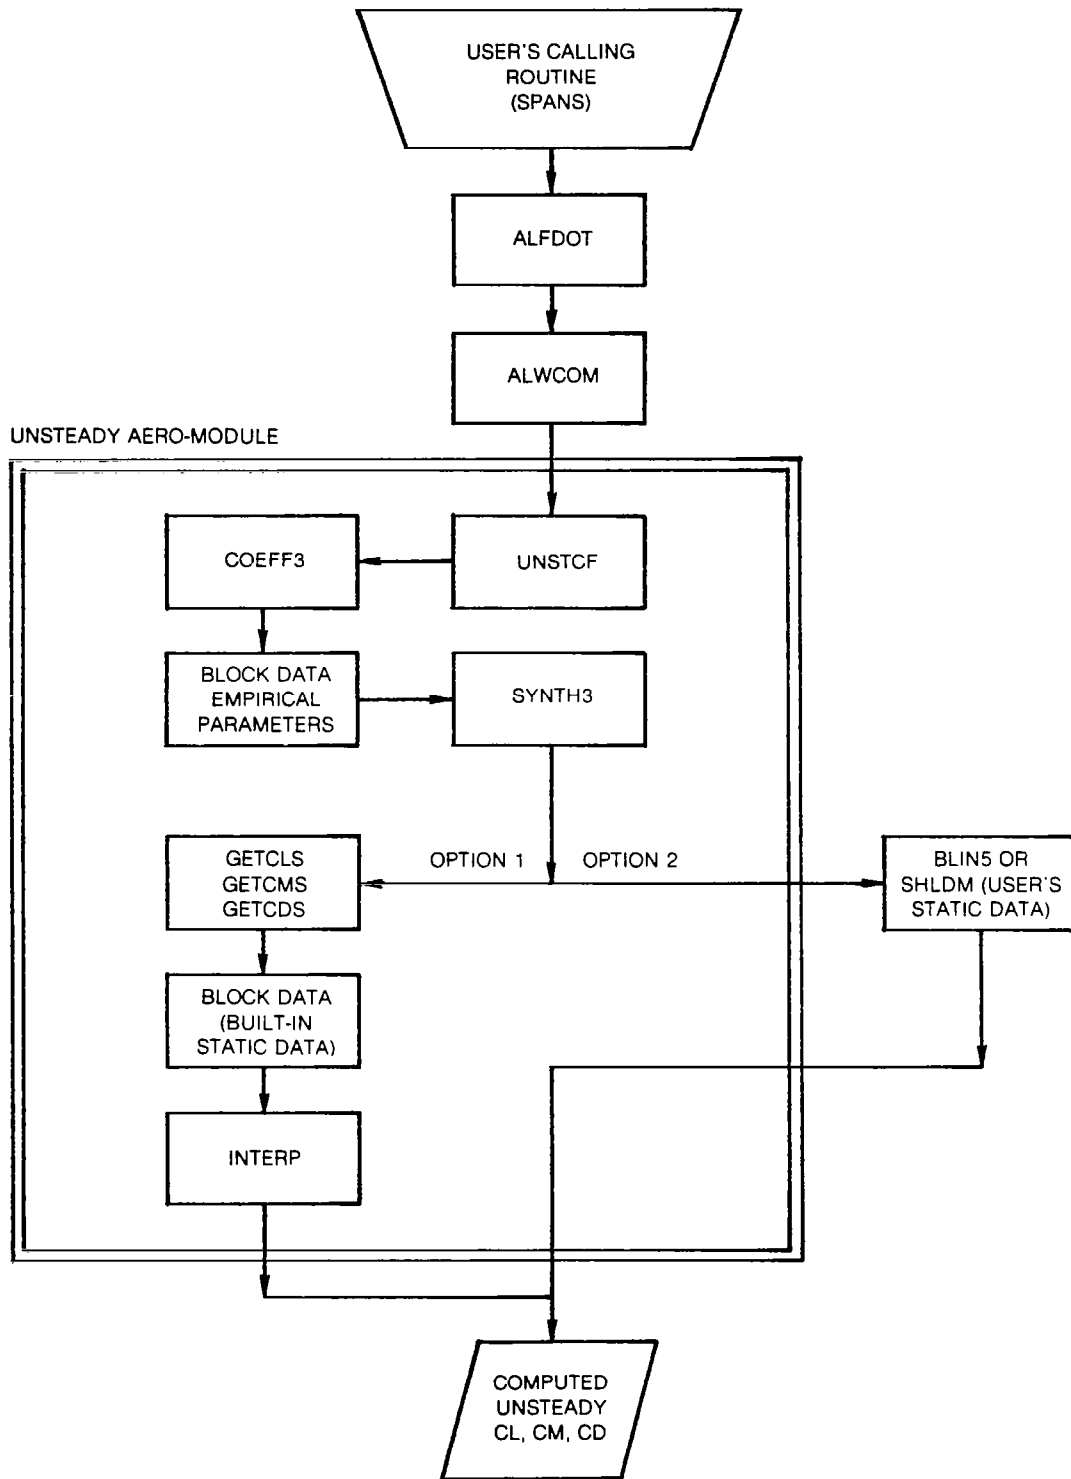 USER'S CALLING
ROUTINE
(SPANS)
ALFDOT
ALWCOM
UNSTEADY AERO-MODULE
COEFF3
UNSTCF
BLOCK DATA
EMPIRICAL
PARAMETERS
SYNTH3
GETCLS
GETCMS
GETCDS
OPTION 1
OPTION 2
BLIN5 OR
SHLDM (USER'S
STATIC DATA)
BLOCK DATA
(BUILT-IN
STATIC DATA)
INTERP
COMPUTED
UNSTEADY
CL, CM, CD